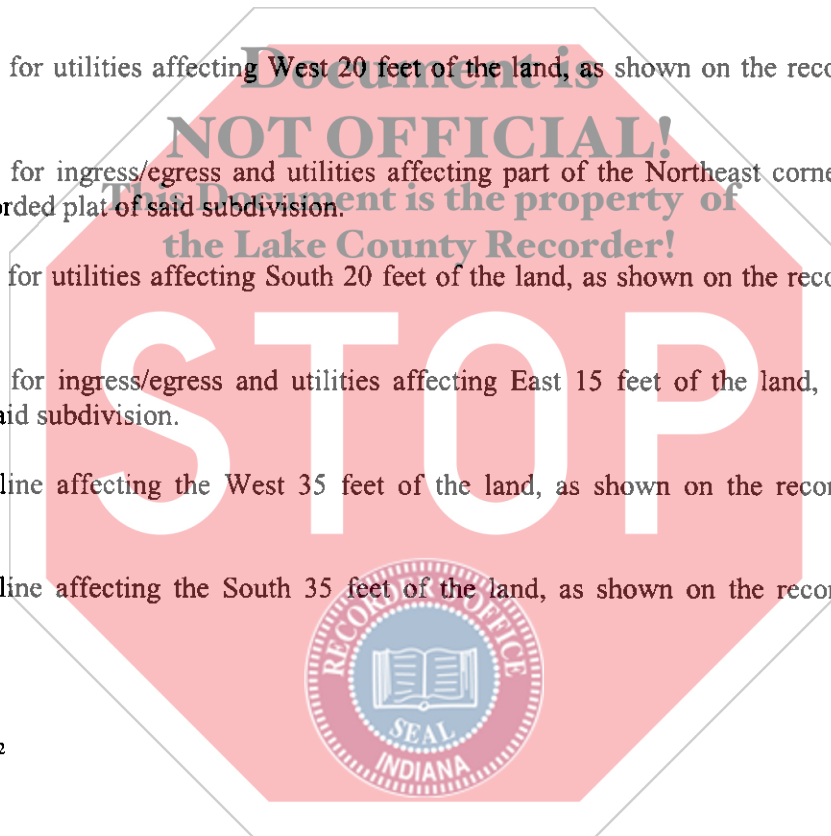 Document is
for utilities affecting West 20 feet of the land, as shown on the reco
NOT OFFICIAL!
for ingress/egress and utilities affecting part of the Northeast corne
This Document is the property of
orded plat of said subdivision.
the Lake County Recorder!
for utilities affecting South 20 feet of the land, as shown on the reco
STOP
for ingress/egress and utilities affecting East 15 feet of the land,
aid subdivision.
line affecting the West 35 feet of the land, as shown on the recor
line affecting the South 35 feet of the land, as shown on the recor
RECORDER'S OFFICE
SEAL
INDIANA
2